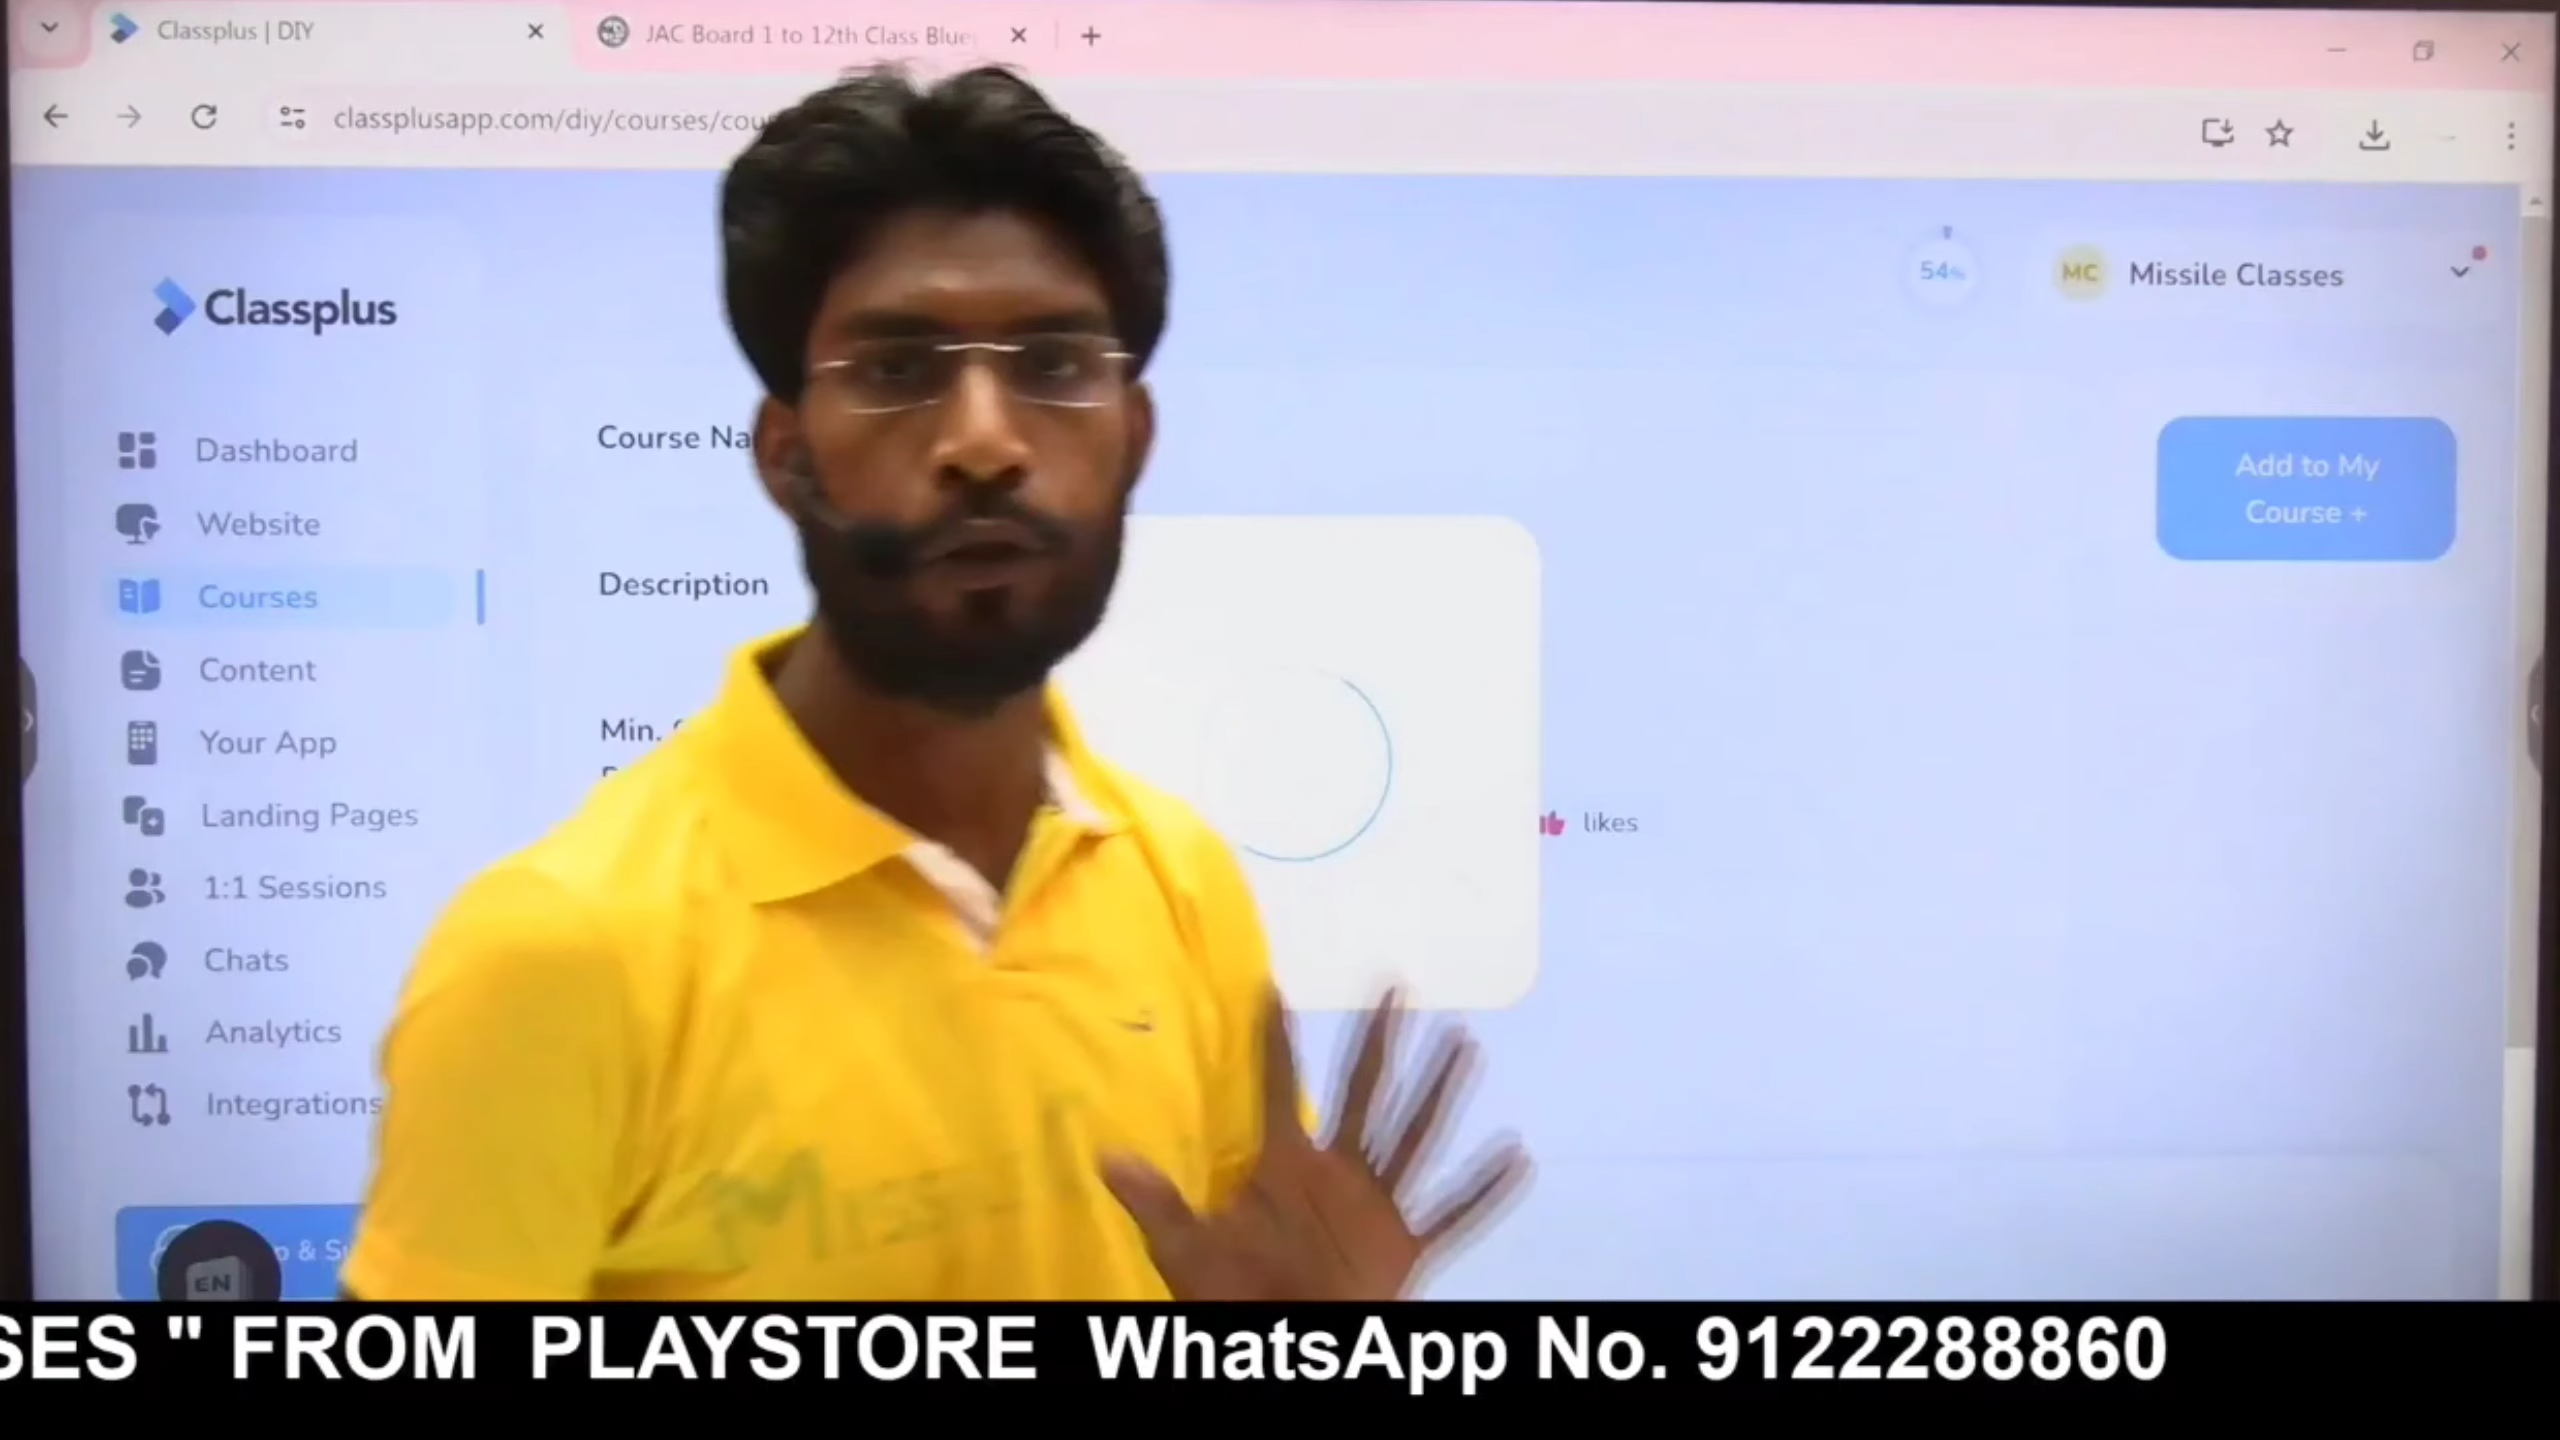 Classplus | DIY
JAC Board 1 to 12th Class Blue
classplusapp.com/diy/courses/cou
Classplus
54%
MC Missile Classes
Dashboard
Website
Courses
Content
Your App
Landing Pages
1:1 Sessions
Chats
Analytics
Integrations
Course Na
Description
Min.
Add to My
Course +
likes
p & Su
EN
MISSI
SES " FROM PLAYSTORE WhatsApp No. 9122288860